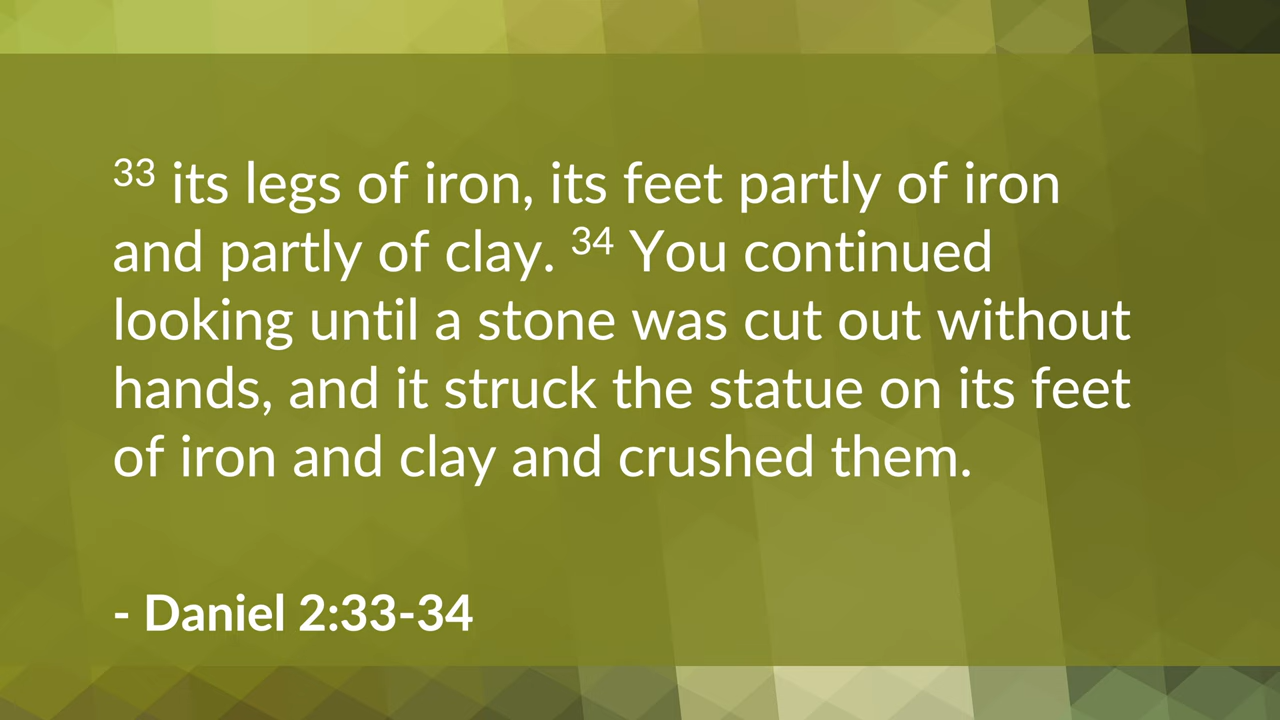 33 its legs of iron, its feet partly of iron
and partly of clay. 34 You continued
looking until a stone was cut out without
hands, and it struck the statue on its feet
of iron and clay and crushed them.
- Daniel 2:33-34